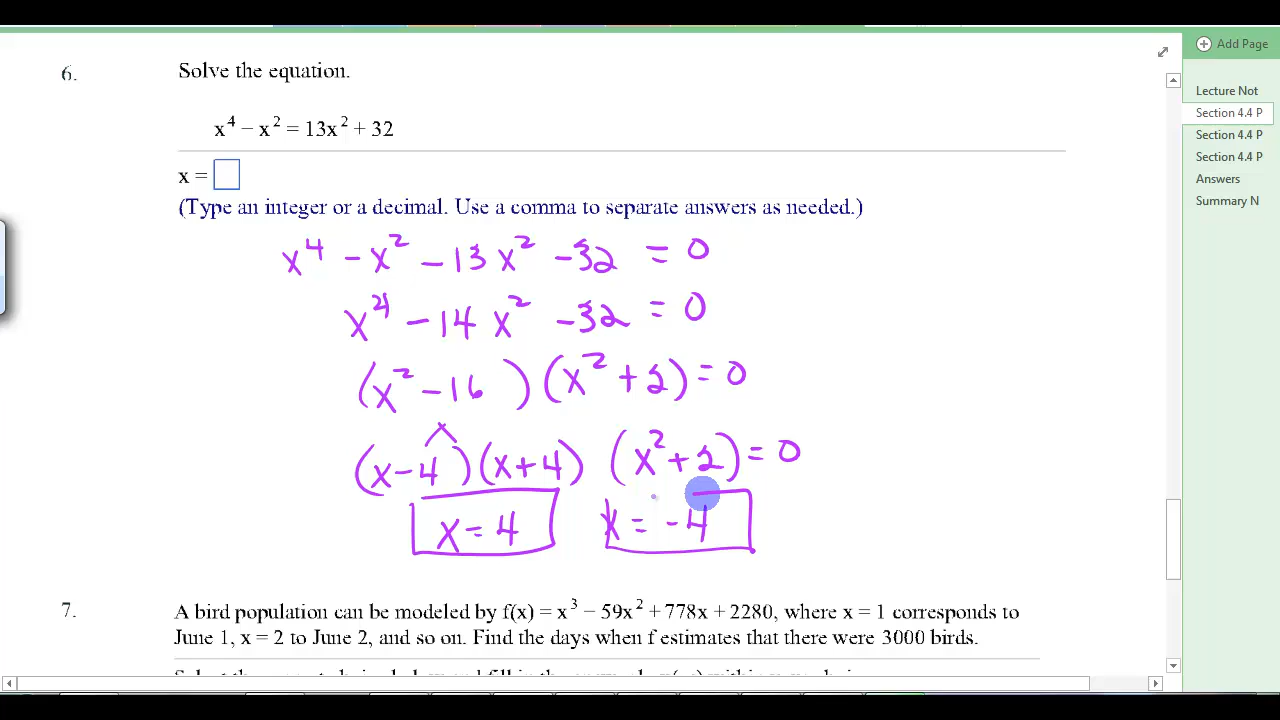 Add Page
6.
Solve the equation.
x⁴ − x² = 13x² + 32
x =
(Type an integer or a decimal. Use a comma to separate answers as needed.)
x⁴ - x² - 13x² - 32 = 0
x⁴ - 14x² - 32 = 0
(x² - 16) (x² + 2) = 0
(x - 4)(x + 4) (x² + 2) = 0
x = 4 x = -4
7.
A bird population can be modeled by f(x) = x³ − 59x² + 778x + 2280, where x = 1 corresponds to
June 1, x = 2 to June 2, and so on. Find the days when f estimates that there were 3000 birds.
Lecture Not
Section 4.4 P
Section 4.4 P
Section 4.4 P
Answers
Summary N